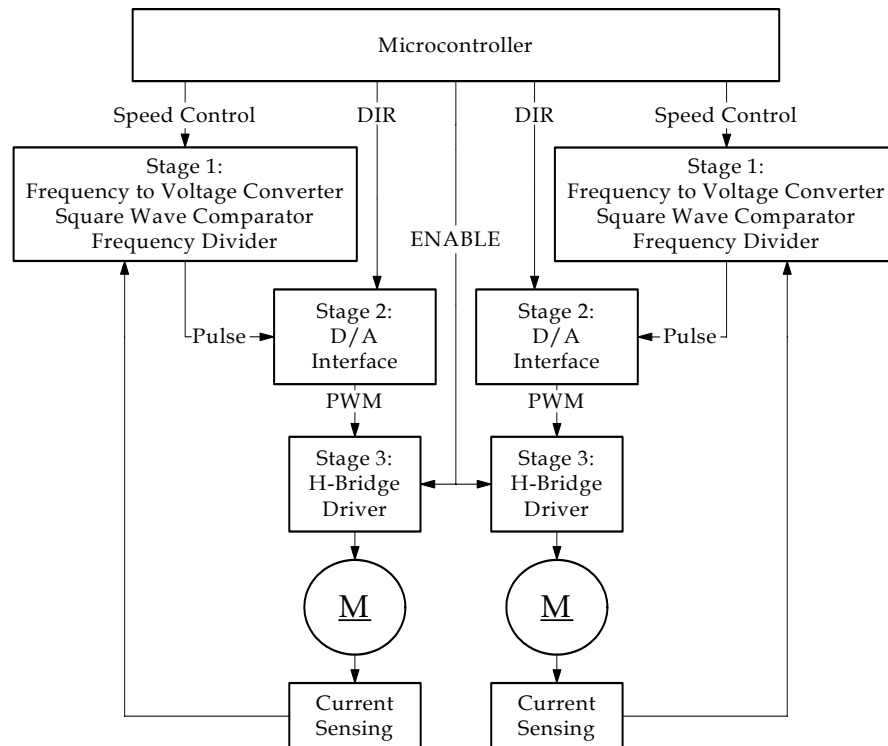 Microcontroller
Speed Control
DIR
DIR
Speed Control
Stage 1:
Frequency to Voltage Converter
Square Wave Comparator
Frequency Divider
Stage 1:
Frequency to Voltage Converter
Square Wave Comparator
Frequency Divider
ENABLE
Pulse
Stage 2:
D/A
Interface
Stage 2:
D/A
Interface
Pulse
PWM
PWM
Stage 3:
H-Bridge
Driver
Stage 3:
H-Bridge
Driver
M
M
Current
Sensing
Current
Sensing